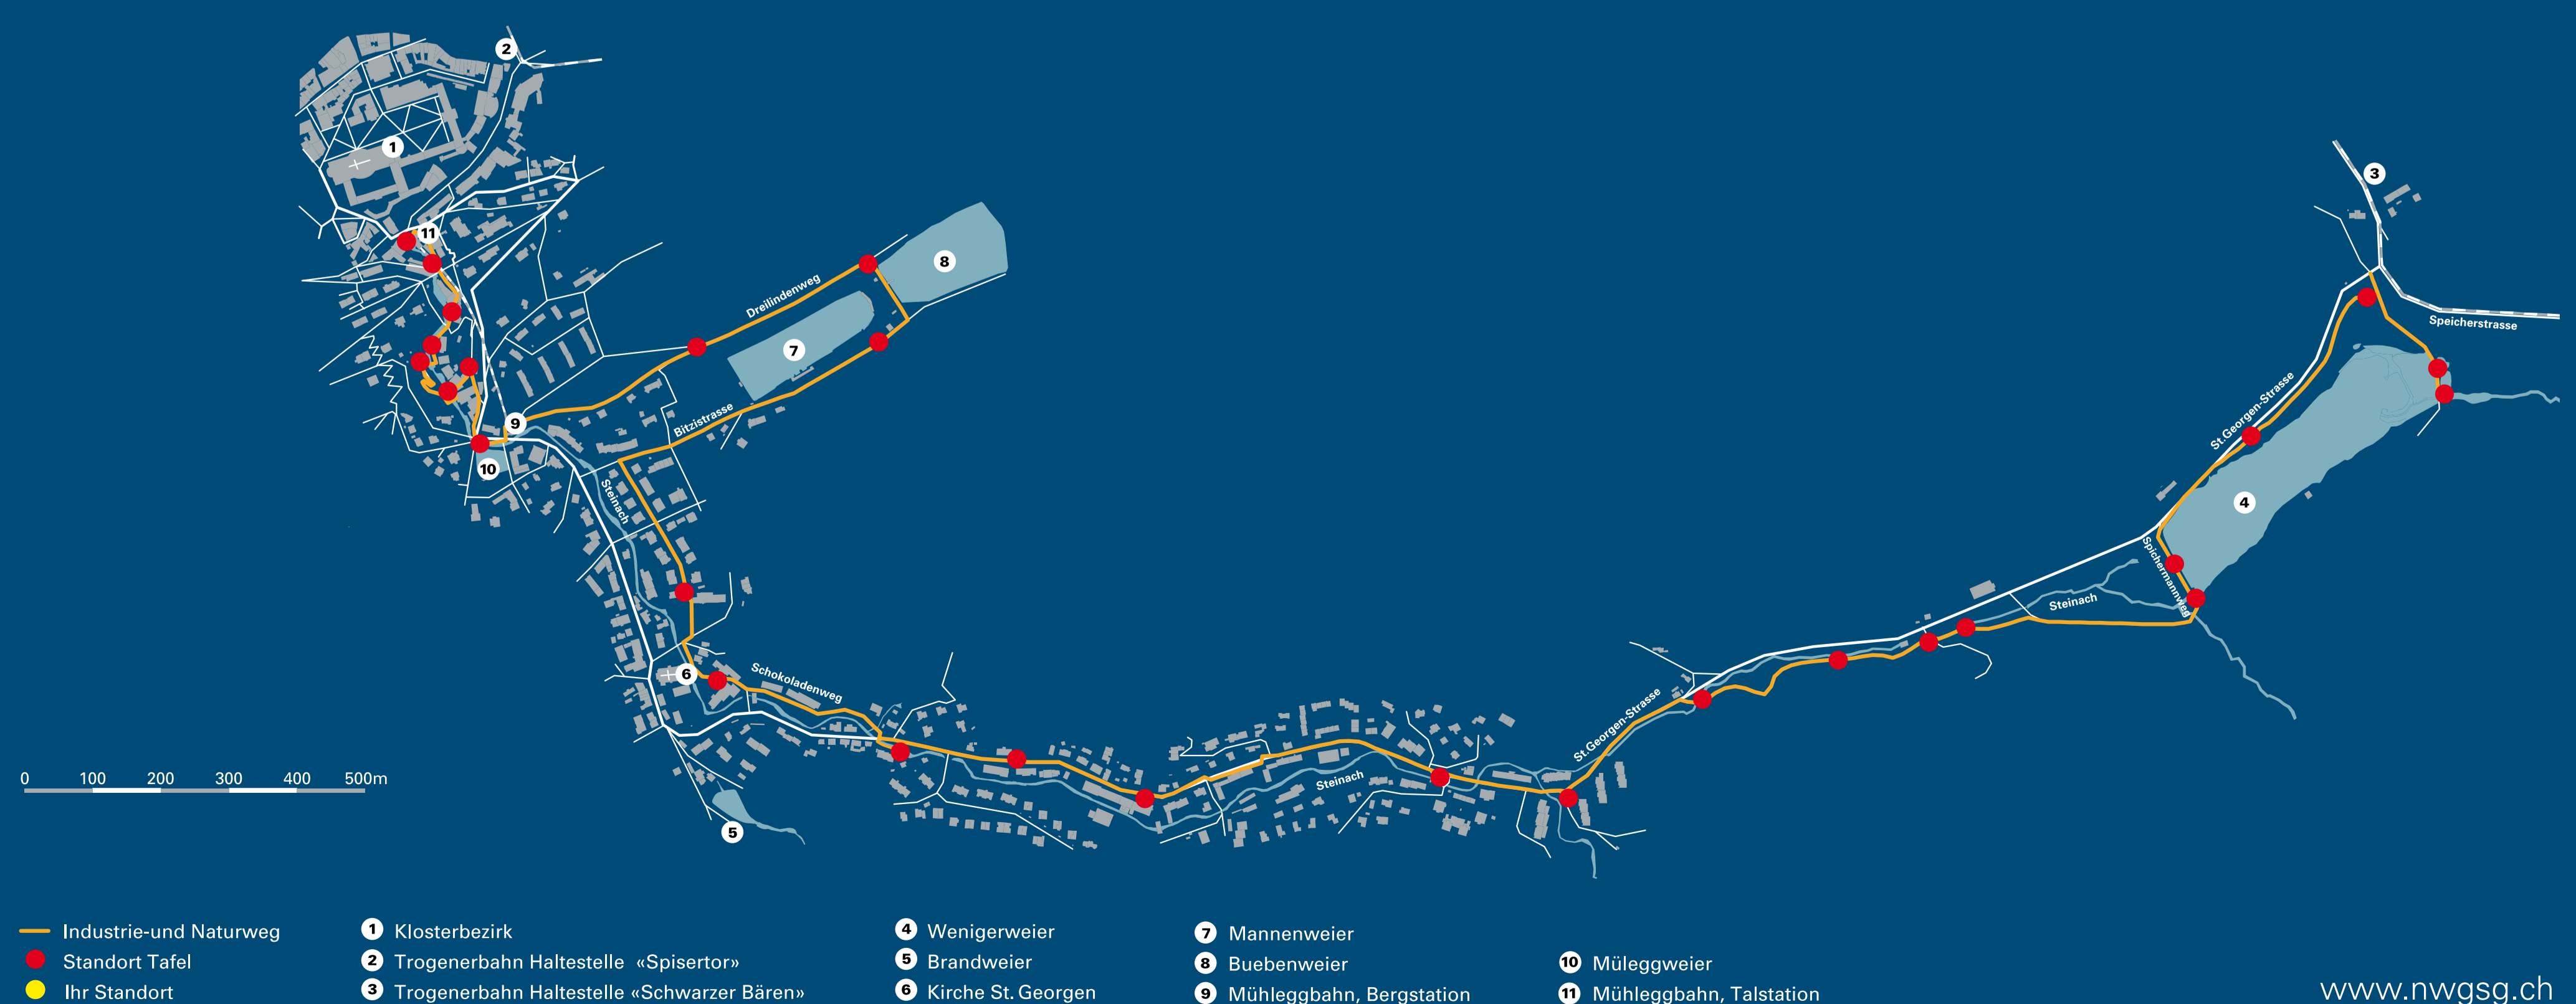 2
1
3
11
8
Dreilindenweg
7
Speicherstrasse
St.Georgen-Strasse
Bitzistrasse
9
10
Steinach
4
Spichermannweg
Steinach
6
Schokoladenweg
St.Georgen-Strasse
Steinach
0 100 200 300 400 500m
5
Industrie-und Naturweg
Standort Tafel
Ihr Standort
1 Klosterbezirk
2 Trogenerbahn Haltestelle «Spisertor»
3 Trogenerbahn Haltestelle «Schwarzer Bären»
4 Wenigerweier
5 Brandweier
6 Kirche St. Georgen
7 Mannenweier
8 Buebenweier
9 Mühleggbahn, Bergstation
10 Müleggweier
11 Mühleggbahn, Talstation
www.nwgsg.ch